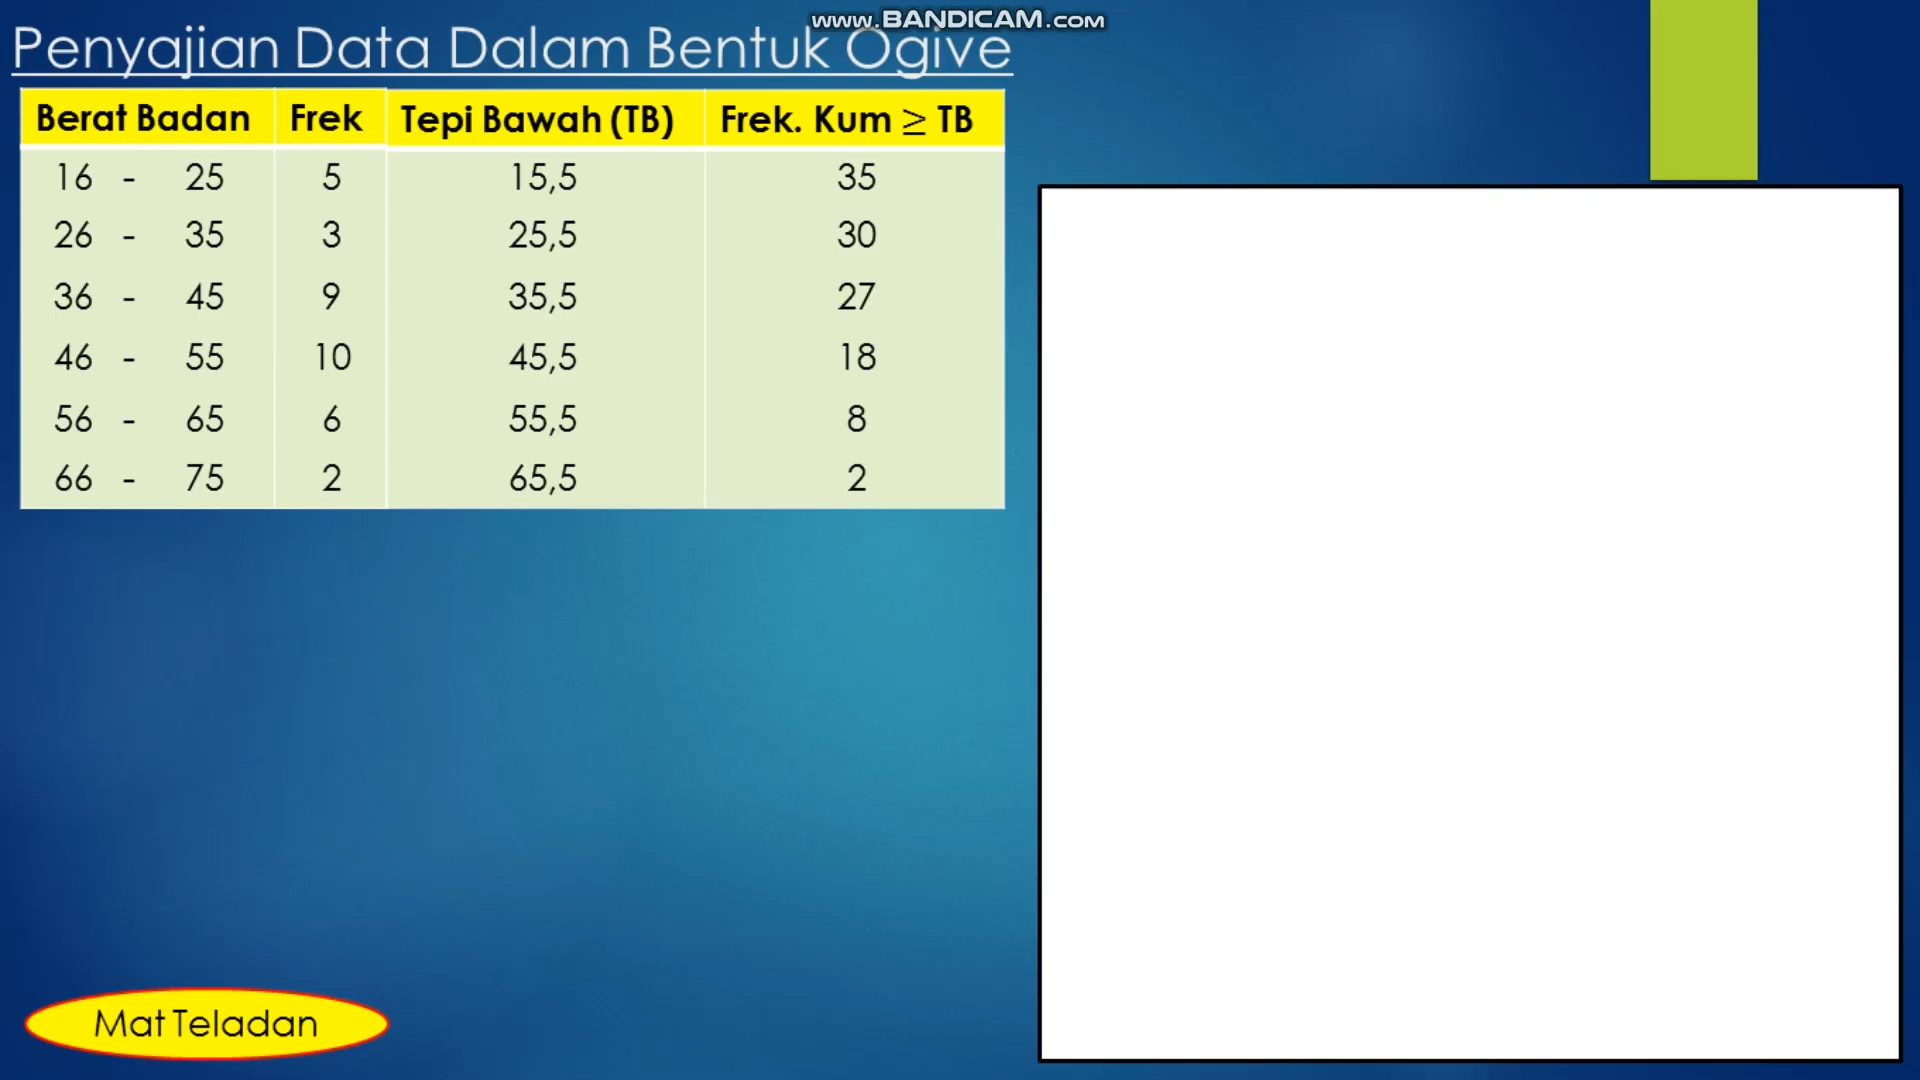 www.BANDICAM.com
Penyajian Data Dalam Bentuk Ogive
Berat Badan Frek Tepi Bawah (TB) Frek. Kum ≥ TB
16 - 25 5 15,5 35
26 - 35 3 25,5 30
36 - 45 9 35,5 27
46 - 55 10 45,5 18
56 - 65 6 55,5 8
66 - 75 2 65,5 2
Mat Teladan